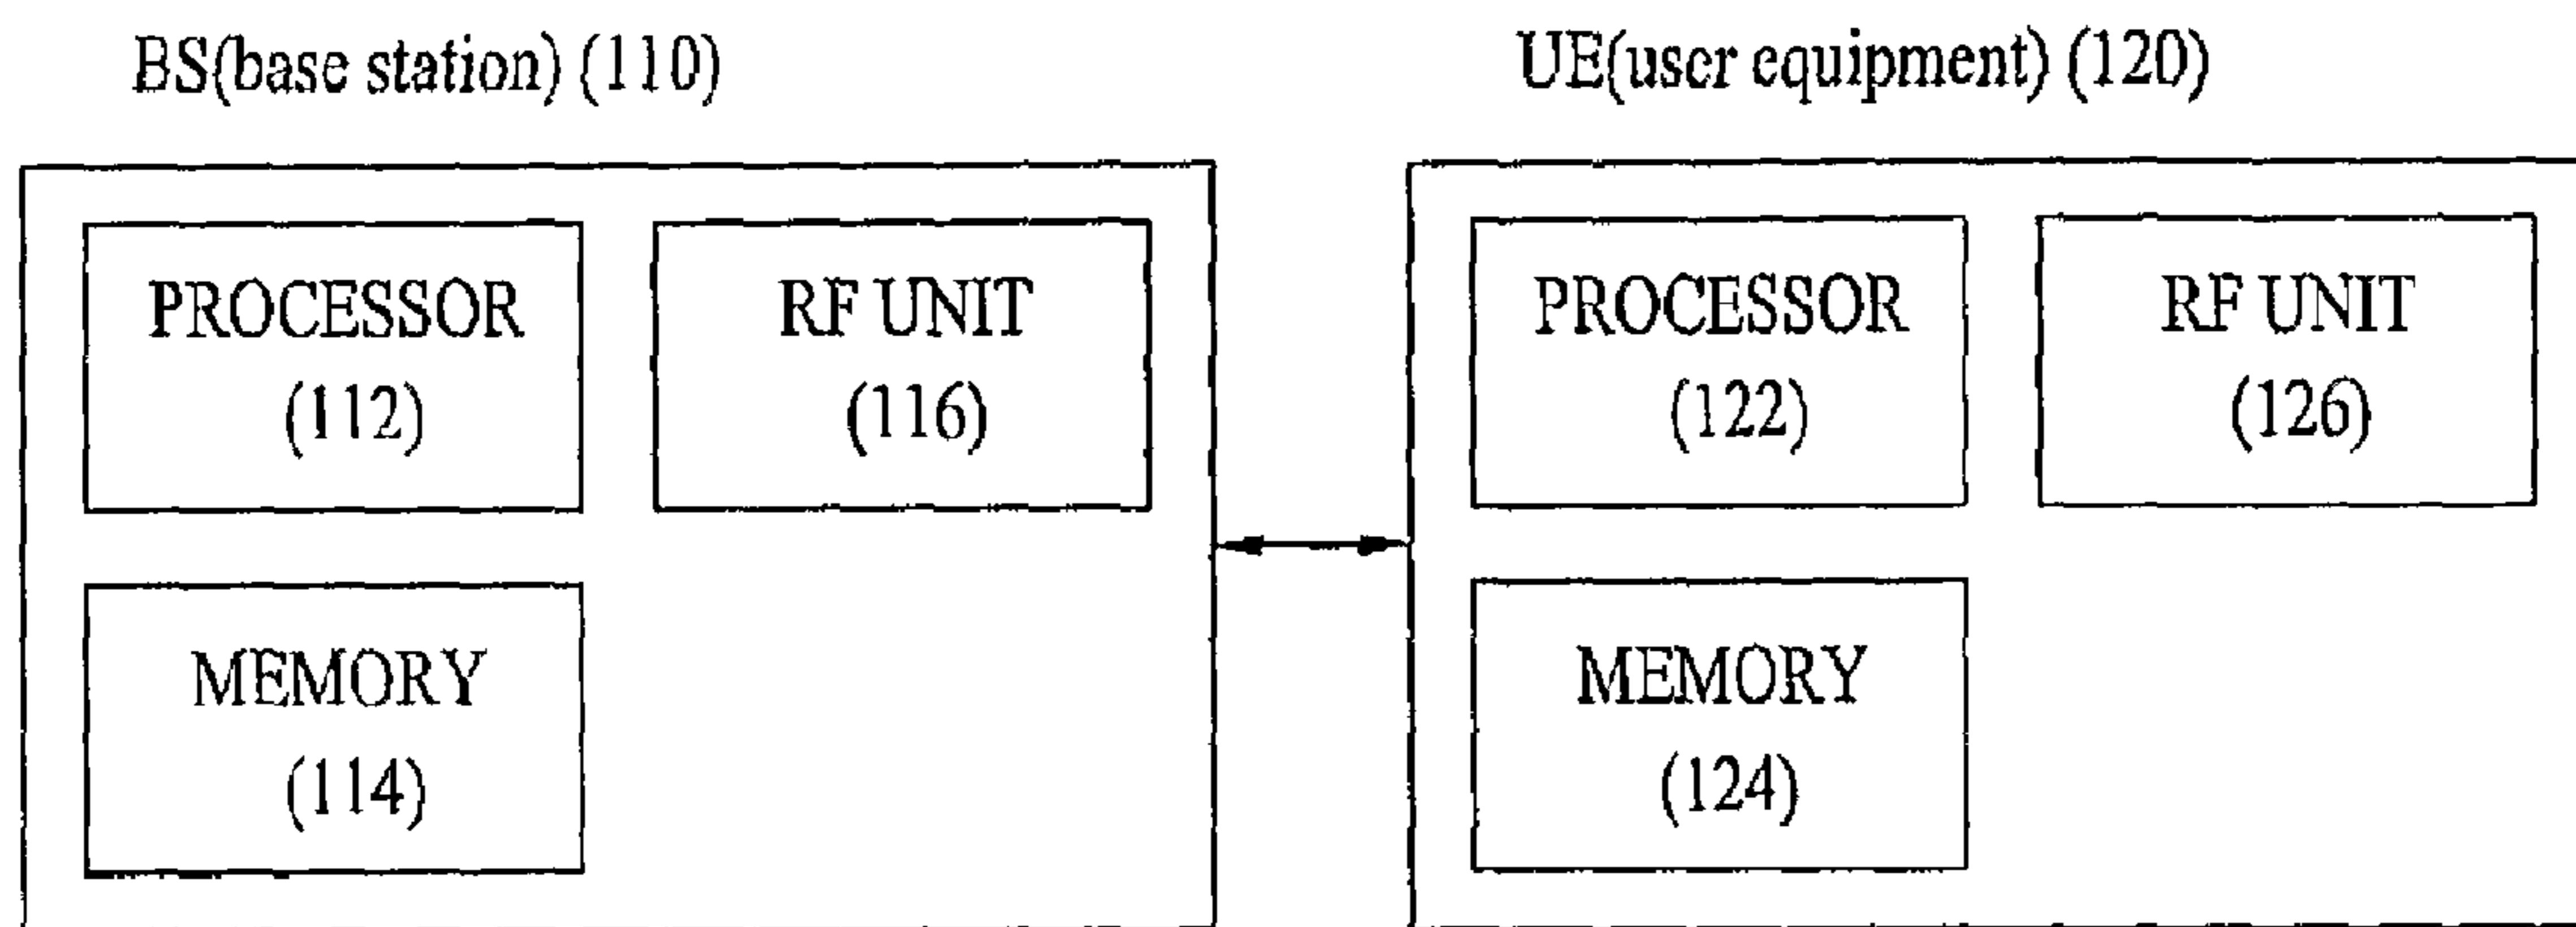 BS(base station) (110)
UE(user equipment) (120)
PROCESSOR
(112)
RF UNIT
(116)
MEMORY
(114)
PROCESSOR
(122)
RF UNIT
(126)
MEMORY
(124)